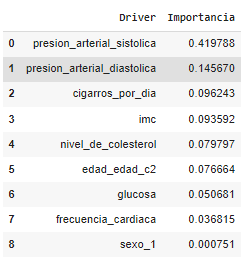 Driver Importancia
0 presion_arterial_sistolica 0.419788
1 presion_arterial_diastolica 0.145670
2 cigarros_por_dia 0.096243
3 imc 0.093592
4 nivel_de_colesterol 0.079797
5 edad_edad_c2 0.076664
6 glucosa 0.050681
7 frecuencia_cardiaca 0.036815
8 sexo_1 0.000751